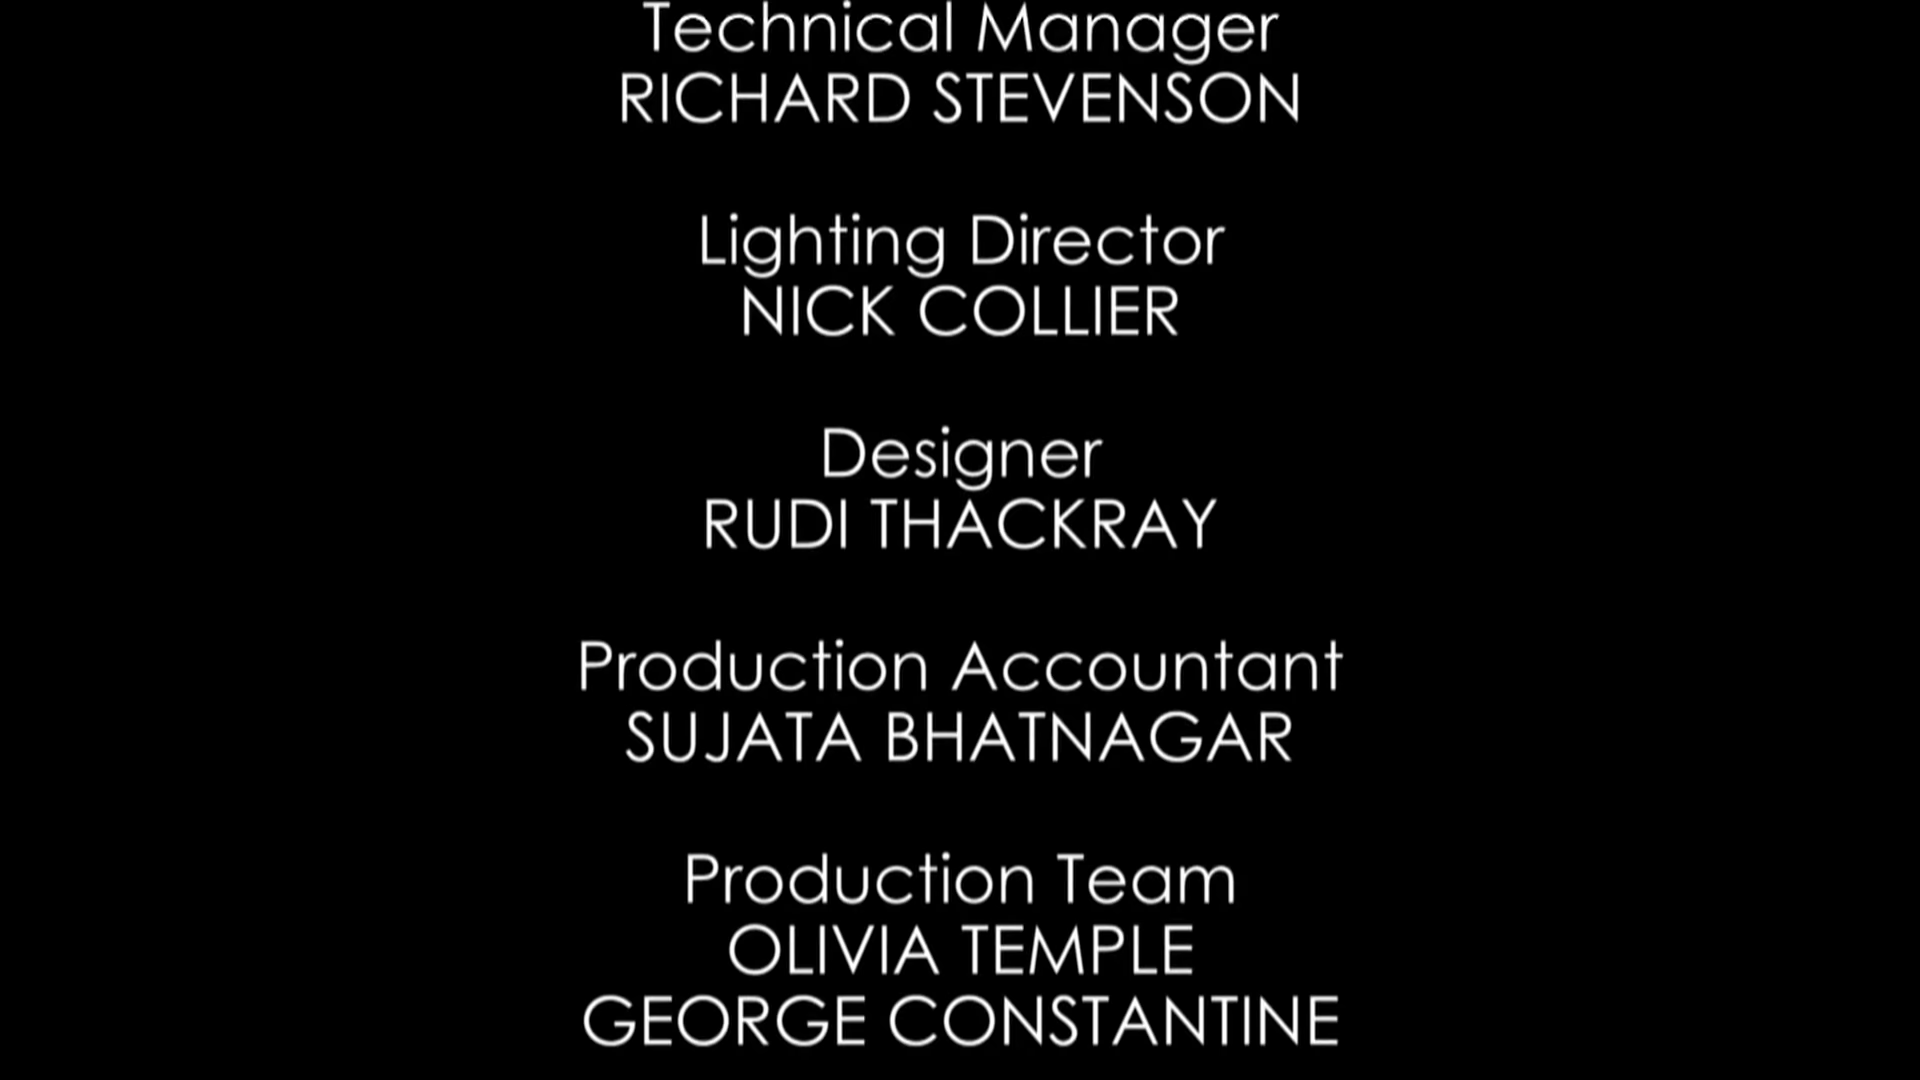 Technical Manager
RICHARD STEVENSON
Lighting Director
NICK COLLIER
Designer
RUDI THACKRAY
Production Accountant
SUJATA BHATNAGAR
Production Team
OLIVIA TEMPLE
GEORGE CONSTANTINE